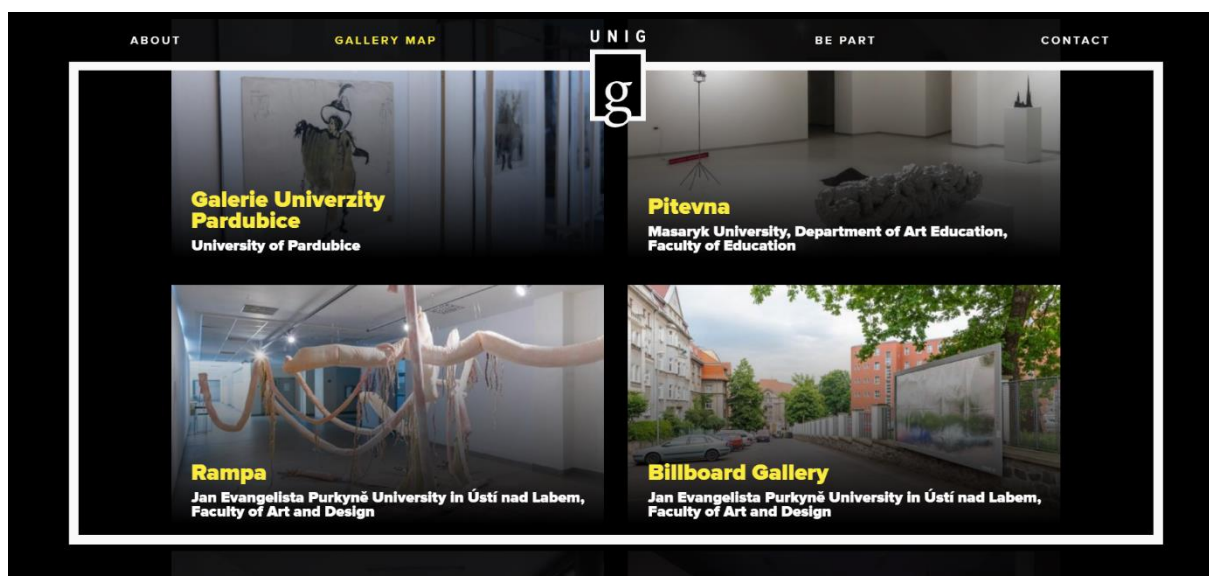 ABOUT
GALLERY MAP
UNIG
BE PART
CONTACT
g
Galerie Univerzity
Pardubice
University of Pardubice
Pitevna
Masaryk University, Department of Art Education,
Faculty of Education
Rampa
Jan Evangelista Purkyně University in Ústí nad Labem,
Faculty of Art and Design
Billboard Gallery
Jan Evangelista Purkyně University in Ústí nad Labem,
Faculty of Art and Design